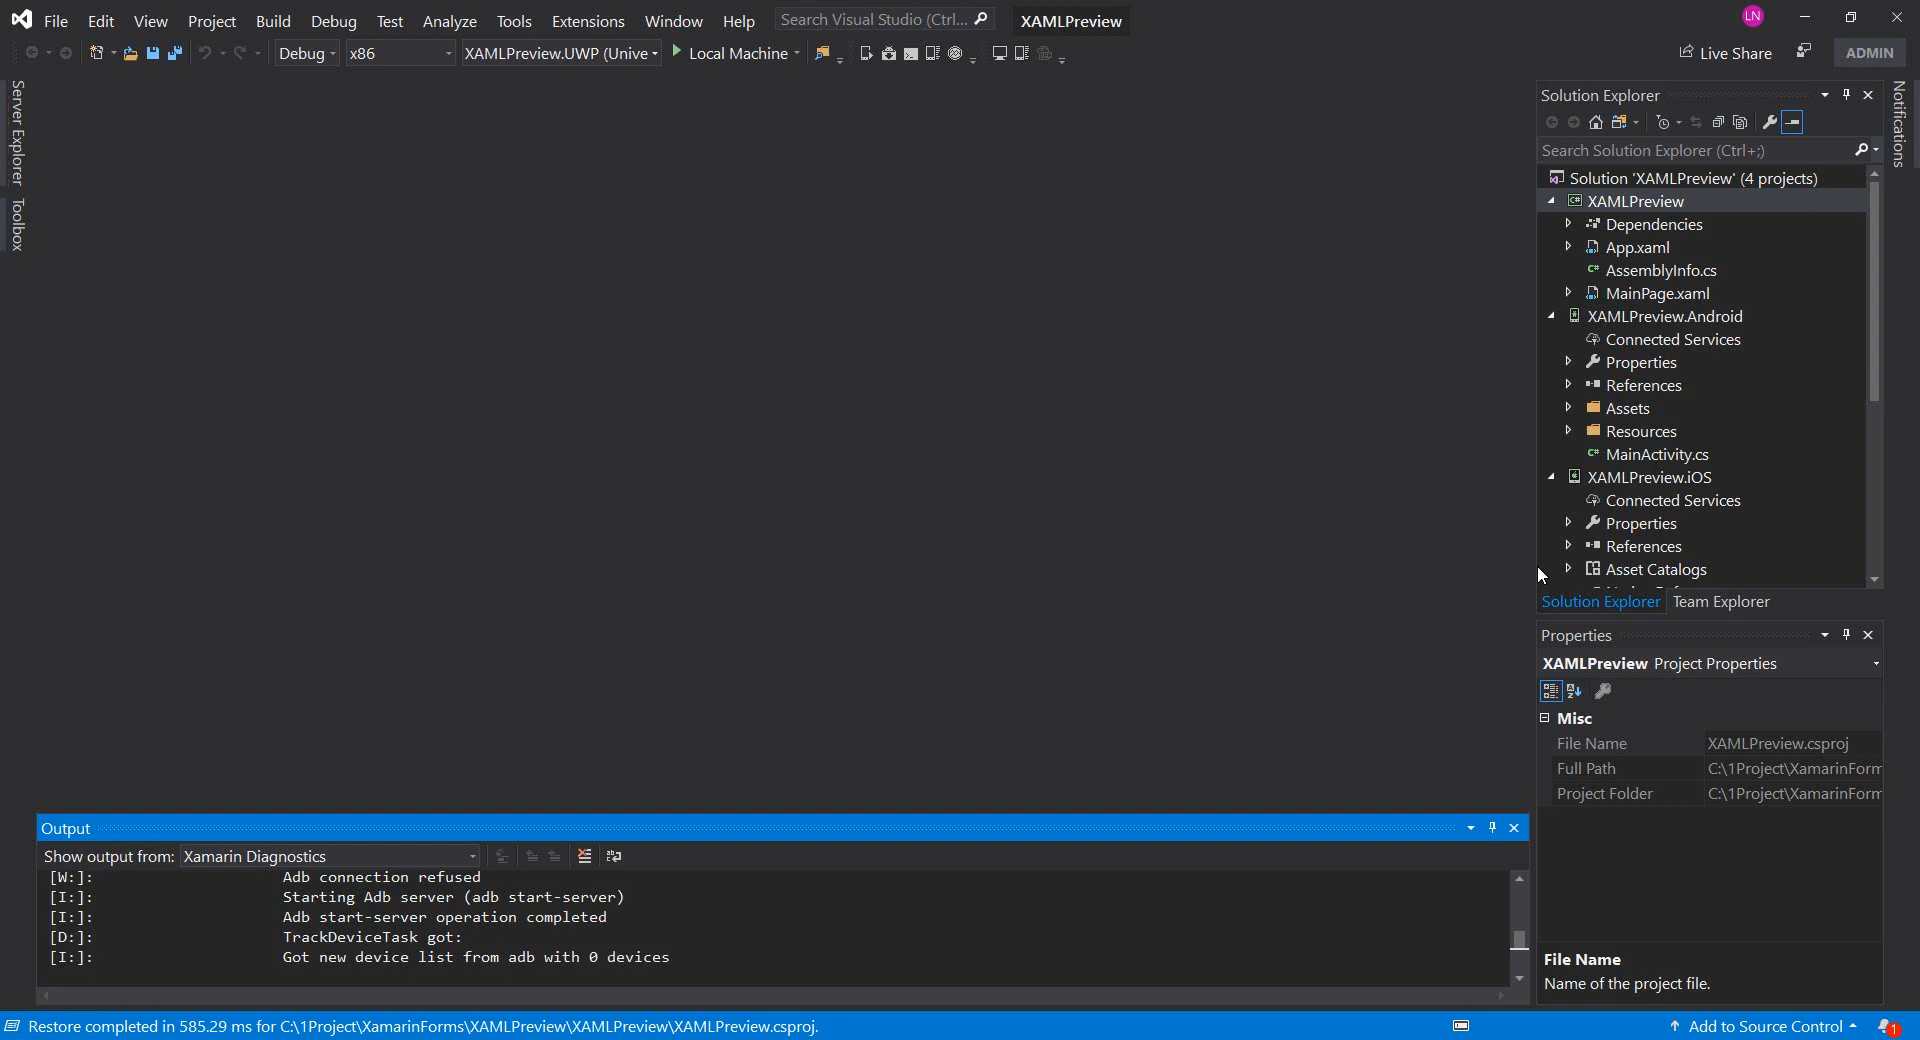 File Edit View Project Build Debug Test Analyze Tools Extensions Window Help Search Visual Studio (Ctrl... XAMLPreview LN
Debug x86 XAMLPreview.UWP (Unive Local Machine Live Share ADMIN
Server Explorer
Toolbox
Solution Explorer
Search Solution Explorer (Ctrl+;)
Solution 'XAMLPreview' (4 projects)
C# XAMLPreview
Dependencies
App.xaml
C# AssemblyInfo.cs
MainPage.xaml
XAMLPreview.Android
Connected Services
Properties
References
Assets
Resources
C# MainActivity.cs
XAMLPreview.iOS
Connected Services
Properties
References
Asset Catalogs
Solution Explorer Team Explorer
Notifications
Properties
XAMLPreview Project Properties
Misc
File Name XAMLPreview.csproj
Full Path C:\1Project\XamarinForm
Project Folder C:\1Project\XamarinForm
File Name
Name of the project file.
Output
Show output from: Xamarin Diagnostics
[W:]: Adb connection refused
[I:]: Starting Adb server (adb start-server)
[I:]: Adb start-server operation completed
[D:]: TrackDeviceTask got:
[I:]: Got new device list from adb with 0 devices
Restore completed in 585.29 ms for C:\1Project\XamarinForms\XAMLPreview\XAMLPreview\XAMLPreview.csproj. Add to Source Control 1